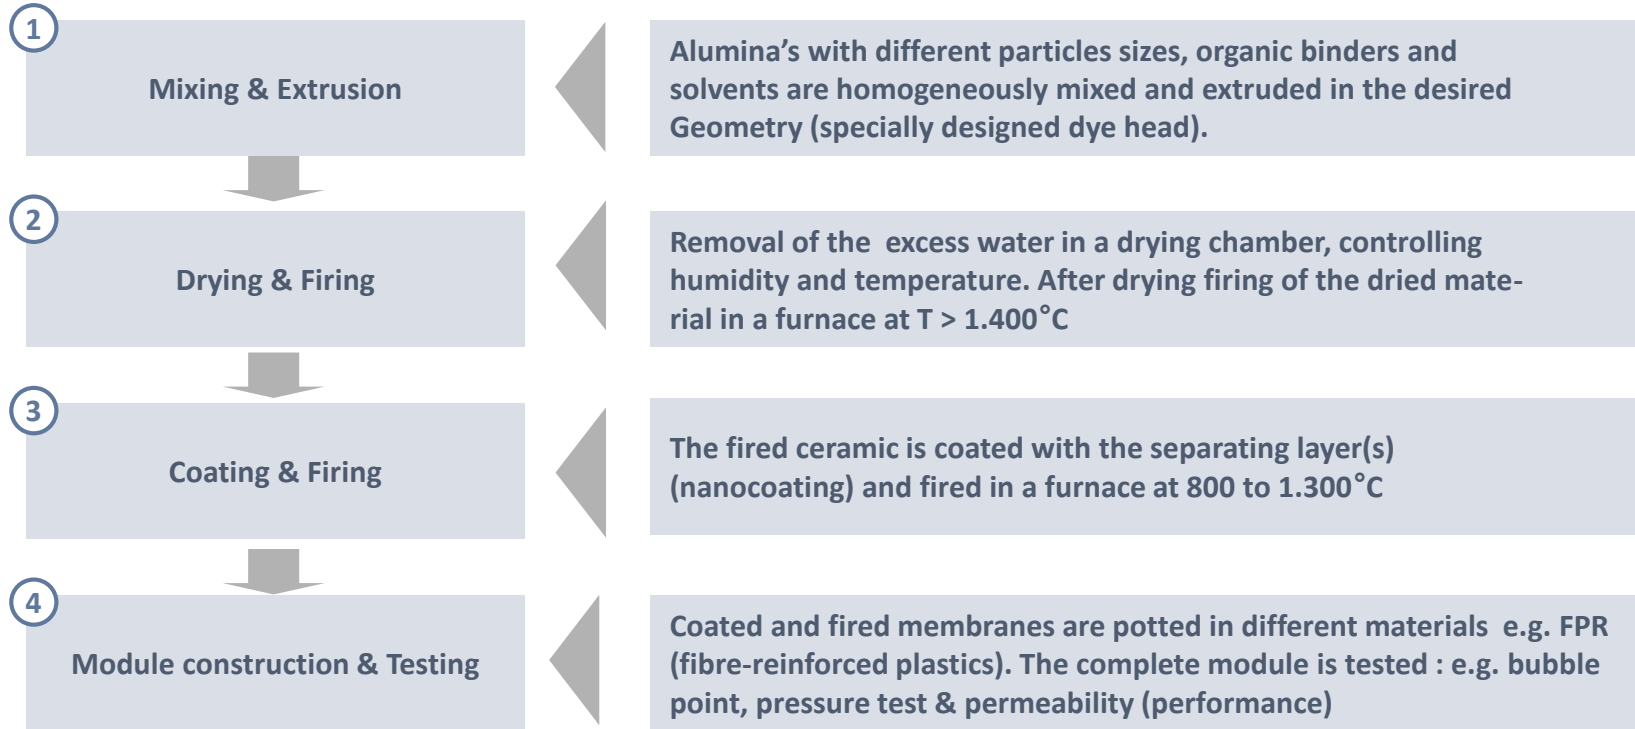 1
Mixing & Extrusion
Alumina’s with different particles sizes, organic binders and
solvents are homogeneously mixed and extruded in the desired
Geometry (specially designed dye head).
2
Drying & Firing
Removal of the  excess water in a drying chamber, controlling
humidity and temperature. After drying firing of the dried mate-
rial in a furnace at T > 1.400°C
3
Coating & Firing
The fired ceramic is coated with the separating layer(s)
(nanocoating) and fired in a furnace at 800 to 1.300°C
4
Module construction & Testing
Coated and fired membranes are potted in different materials  e.g. FPR
(fibre-reinforced plastics). The complete module is tested : e.g. bubble
point, pressure test & permeability (performance)